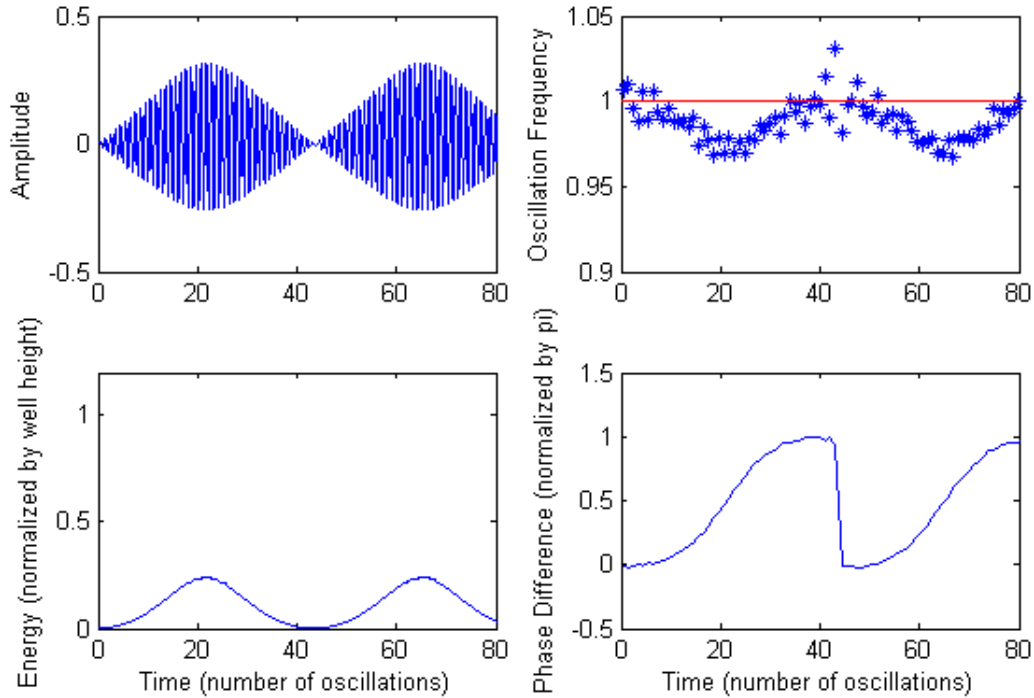 0.5
0
-0.5
Amplitude
0 20 40 60 80
1.05
1
0.95
0.9
Oscillation Frequency
0 20 40 60 80
1
0.5
0
Energy (normalized by well height)
0 20 40 60 80
Time (number of oscillations)
1.5
1
0.5
0
-0.5
Phase Difference (normalized by pi)
0 20 40 60 80
Time (number of oscillations)